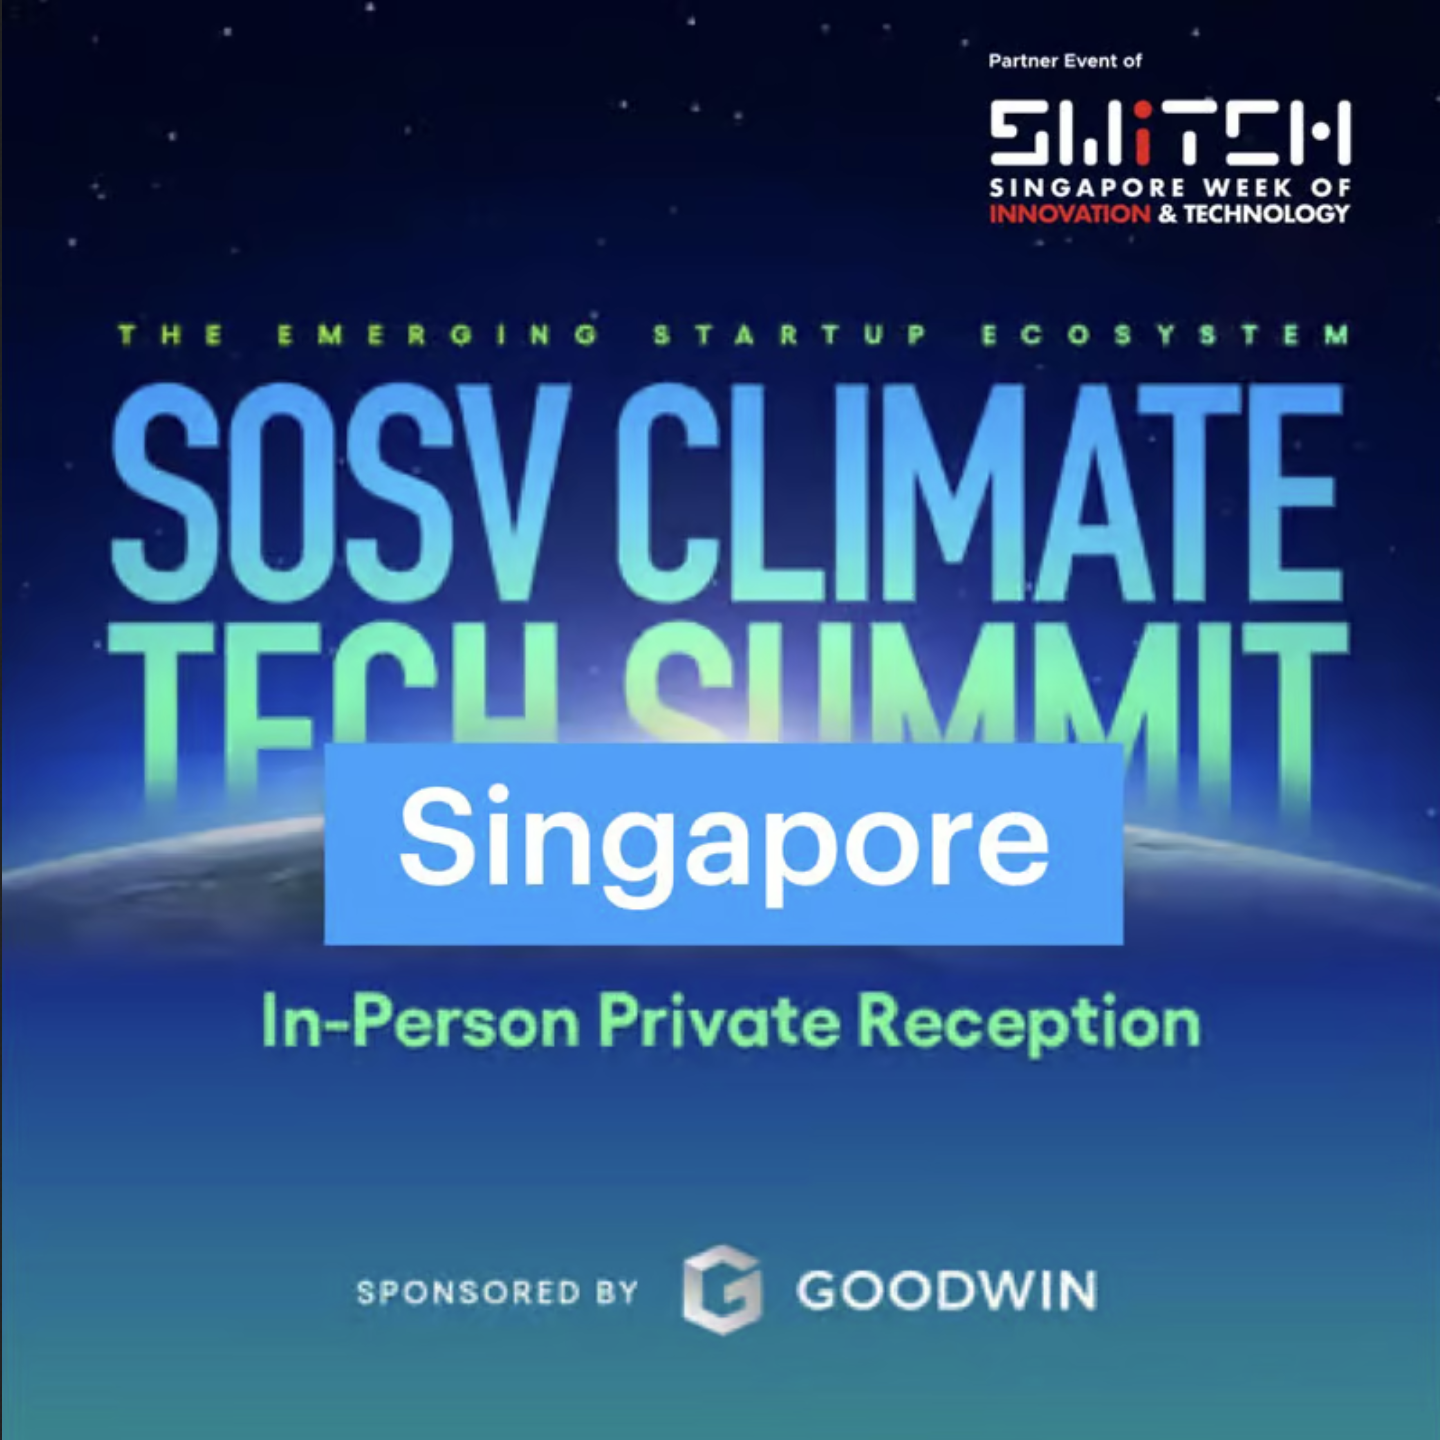 Partner Event of
SWiTCH
SINGAPORE WEEK OF
INNOVATION & TECHNOLOGY
THE EMERGING STARTUP ECOSYSTEM
SOSV CLIMATE
TECH SUMMIT
Singapore
In-Person Private Reception
SPONSORED BY GOODWIN